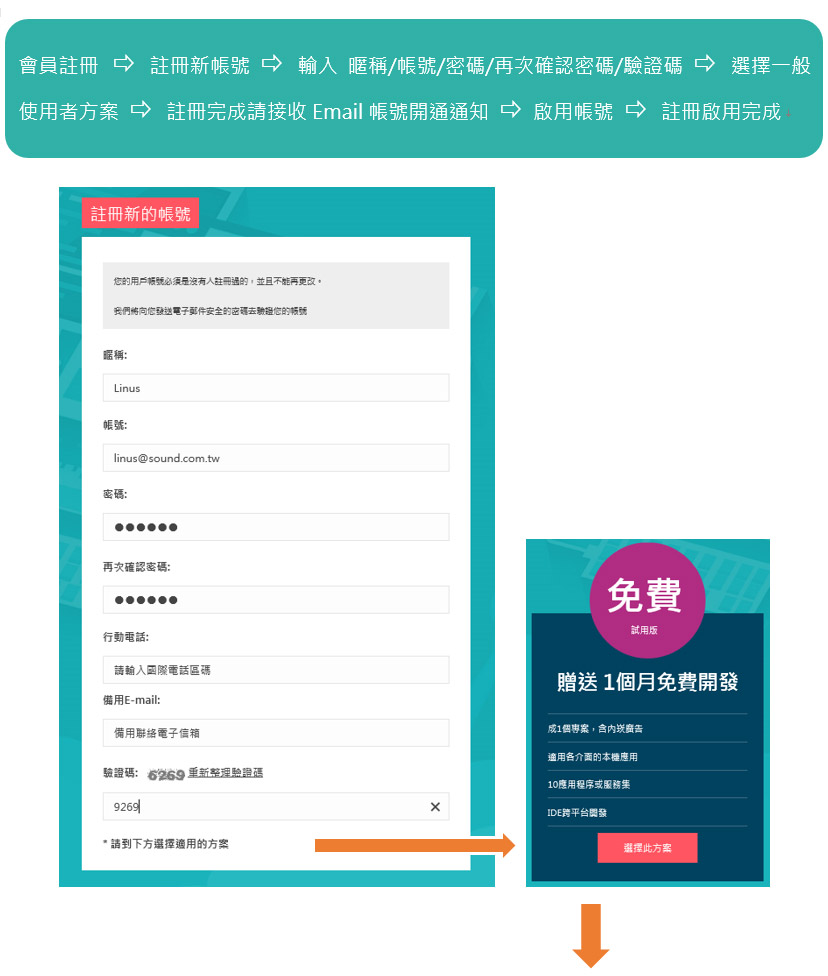 會員註冊 ⇨ 註冊新帳號 ⇨ 輸入 暱稱/帳號/密碼/再次確認密碼/驗證碼 ⇨ 選擇一般
使用者方案 ⇨ 註冊完成請接收 Email 帳號開通通知 ⇨ 啟用帳號 ⇨ 註冊啟用完成
註冊新的帳號
您的用戶帳號必須是沒有人註冊過的，並且不能再更改。
我們將向您發送電子郵件安全的密碼去驗證您的帳號
暱稱:
Linus
帳號:
linus@sound.com.tw
密碼:
●●●●●●
再次確認密碼:
●●●●●●
行動電話:
請輸入國際電話區碼
備用E-mail:
備用聯絡電子信箱
驗證碼: 6269 重新整理驗證碼
9269
* 請到下方選擇適用的方案
免費
試用版
贈送 1個月免費開發
成1個專案，含內崁廣告
適用各介面的本機應用
10應用程序或服務集
IDE跨平台開發
選擇此方案